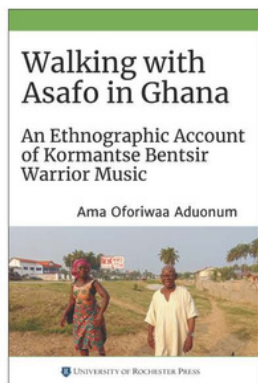 Walking with
Asafo in Ghana
An Ethnographic Account
of Kormantse Bentsir
Warrior Music
Ama Oforiwaa Aduonum
UNIVERSITY OF ROCHESTER PRESS